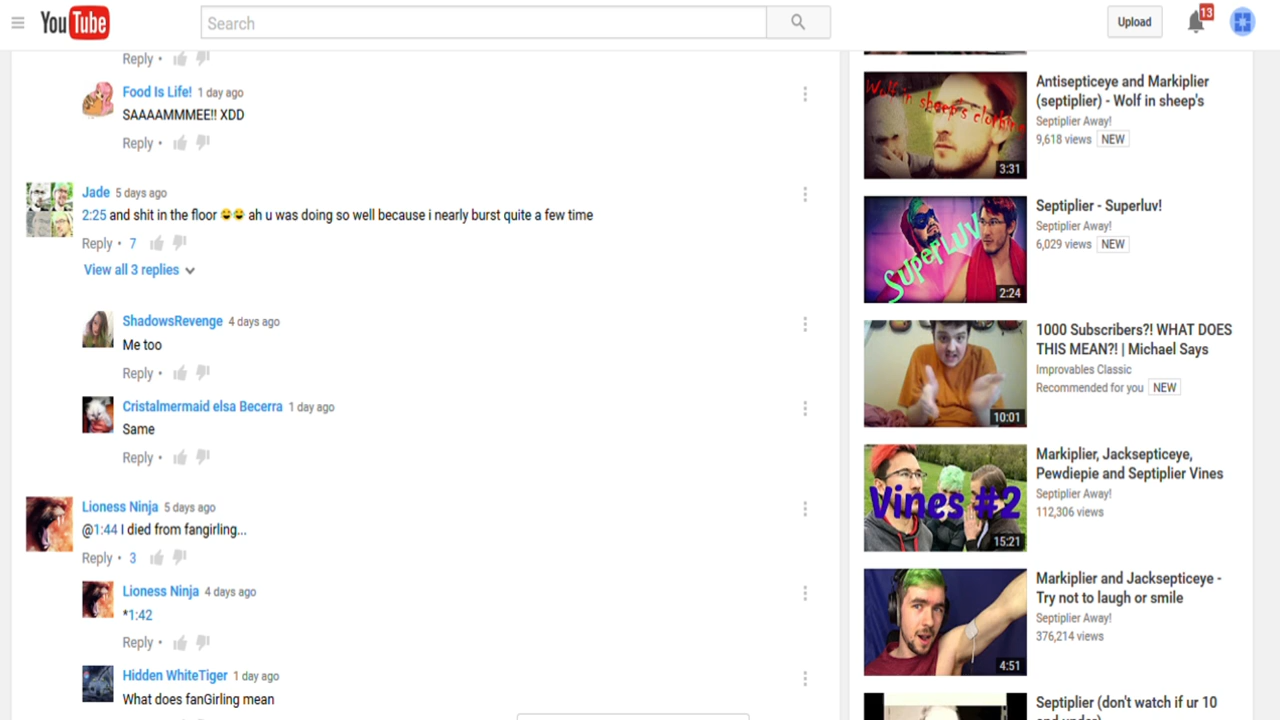 YouTube
Search
Upload
13
Reply •
Food Is Life! 1 day ago
SAAAAMMMEE!! XDD
Reply •
Jade 5 days ago
2:25 and shit in the floor 😄😄 ah u was doing so well because i nearly burst quite a few time
Reply • 7
View all 3 replies
ShadowsRevenge 4 days ago
Me too
Reply •
Cristalmermaid elsa Becerra 1 day ago
Same
Reply •
Lioness Ninja 5 days ago
@1:44 I died from fangirling...
Reply • 3
Lioness Ninja 4 days ago
*1:42
Reply •
Hidden WhiteTiger 1 day ago
What does fanGirling mean
Wolf in sheep's clothing
3:31
Antisepticeye and Markiplier
(septiplier) - Wolf in sheep's
Septiplier Away!
9,618 views NEW
SuperLUV
2:24
Septiplier - Superluv!
Septiplier Away!
6,029 views NEW
10:01
1000 Subscribers?! WHAT DOES
THIS MEAN?! | Michael Says
Improvables Classic
Recommended for you NEW
Vines #2
15:21
Markiplier, Jacksepticeye,
Pewdiepie and Septiplier Vines
Septiplier Away!
112,306 views
4:51
Markiplier and Jacksepticeye -
Try not to laugh or smile
Septiplier Away!
376,214 views
Septiplier (don't watch if ur 10
and under)